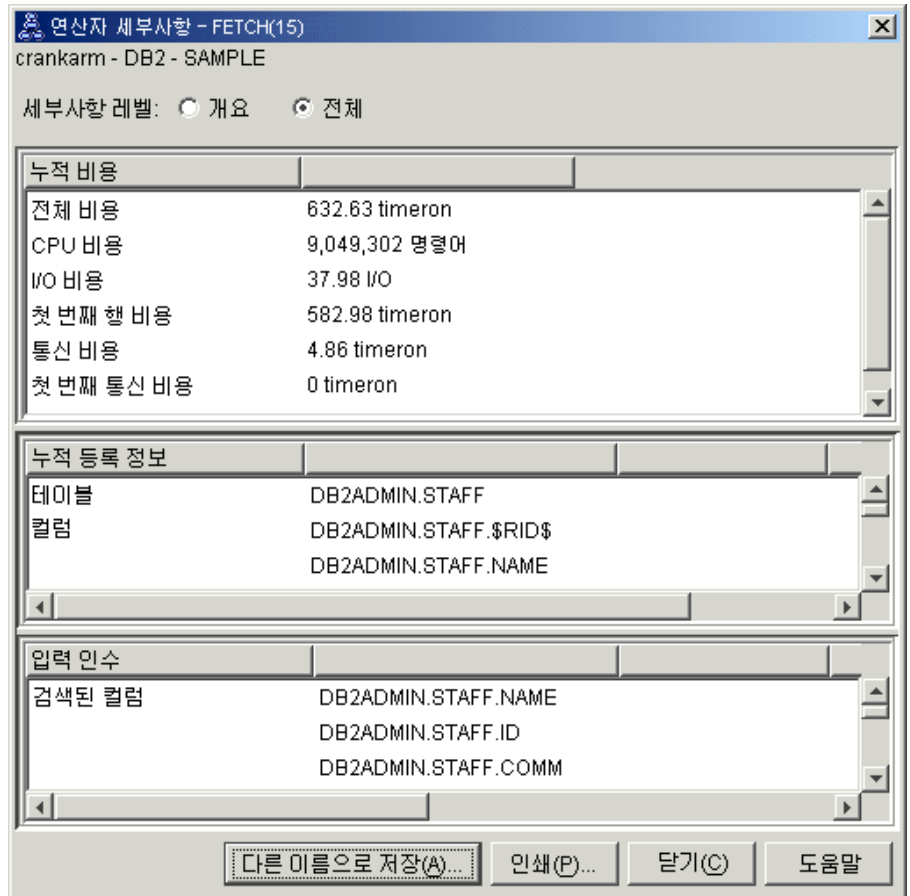 연산자 세부사항 - FETCH(15)
crankarm - DB2 - SAMPLE
세부사항 레벨: 개요 전체
누적 비용
전체 비용 632.63 timeron
CPU 비용 9,049,302 명령어
I/O 비용 37.98 I/O
첫 번째 행 비용 582.98 timeron
통신 비용 4.86 timeron
첫 번째 통신 비용 0 timeron
누적 등록 정보
테이블 DB2ADMIN.STAFF
컬럼 DB2ADMIN.STAFF.$RID$
DB2ADMIN.STAFF.NAME
입력 인수
검색된 컬럼 DB2ADMIN.STAFF.NAME
DB2ADMIN.STAFF.ID
DB2ADMIN.STAFF.COMM
다른 이름으로 저장(A)... 인쇄(P)... 닫기(C) 도움말